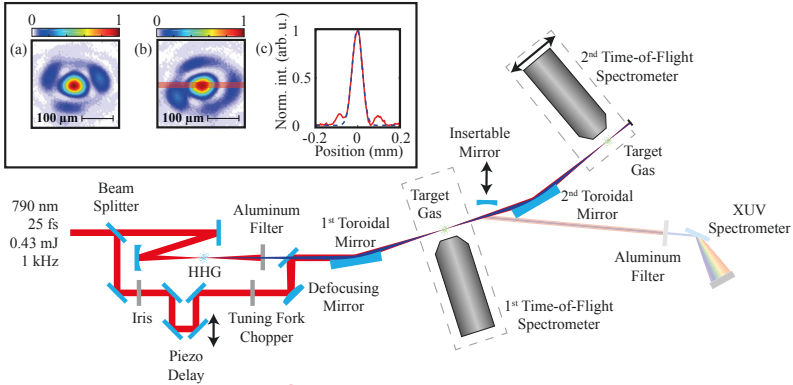 0 1 0 1
(a) (b) (c)
100 μm
100 μm
Norm. int. (arb. u.)
1
0.5
0
-0.2 0 0.2
Position (mm)
2nd Time-of-Flight
Spectrometer
Insertable
Mirror
Target
Gas
Target
Gas
2nd Toroidal
Mirror
XUV
Spectrometer
Aluminum
Filter
790 nm
25 fs
0.43 mJ
1 kHz
Beam
Splitter
Aluminum
Filter
1st Toroidal
Mirror
HHG
Defocusing
Mirror
Iris
Tuning Fork
Chopper
Piezo
Delay
1st Time-of-Flight
Spectrometer